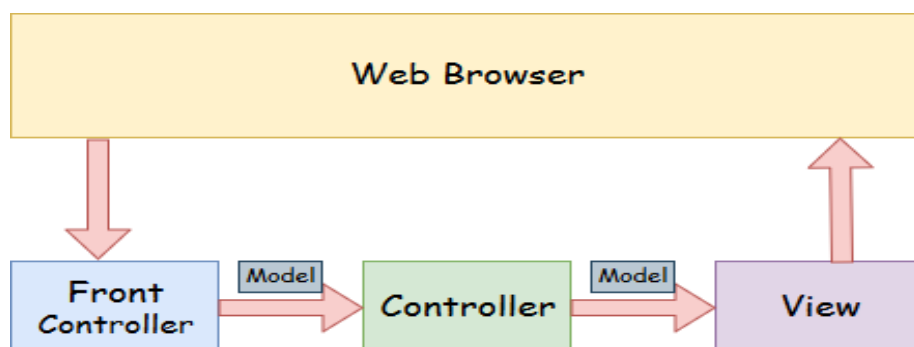 Web Browser
Front
Controller
Model
Controller
Model
View